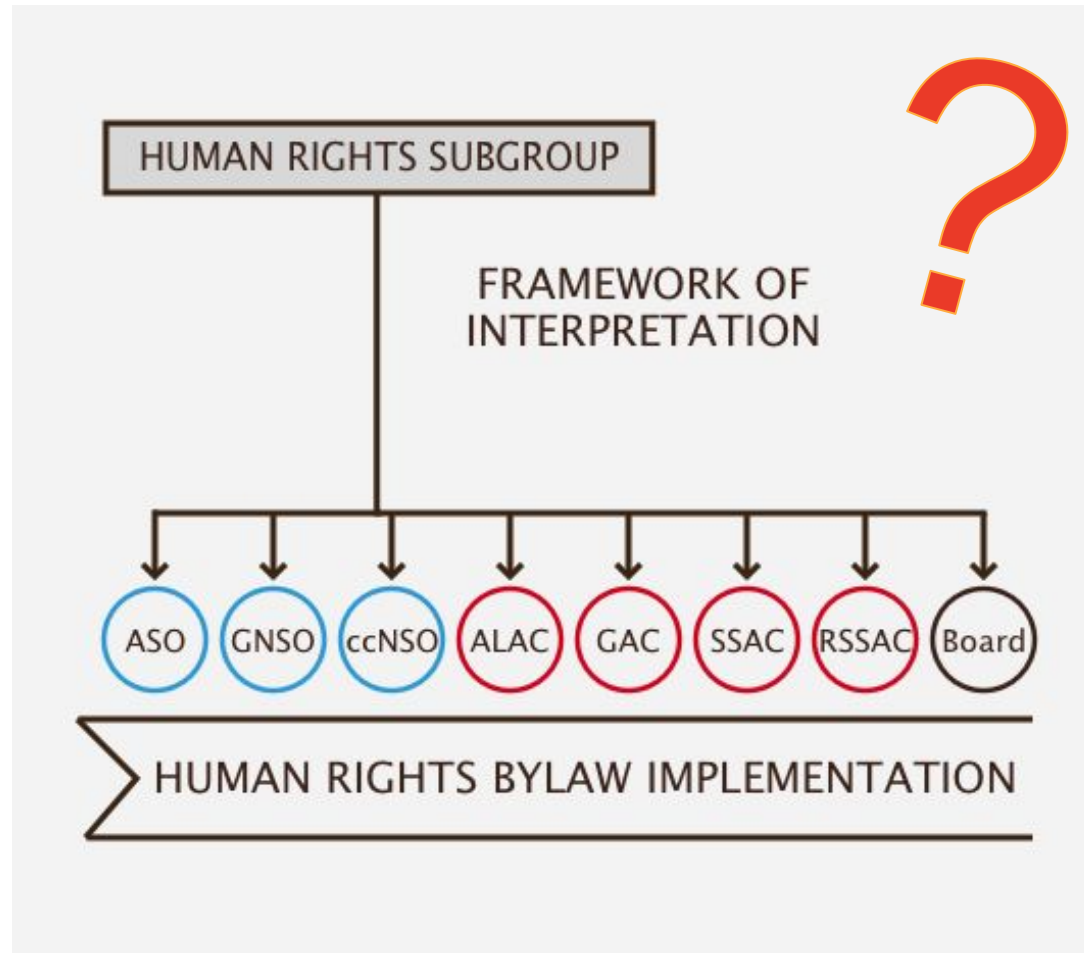 ?
HUMAN RIGHTS SUBGROUP
FRAMEWORK OF
INTERPRETATION
ASO GNSO ccNSO ALAC GAC SSAC RSSAC Board
HUMAN RIGHTS BYLAW IMPLEMENTATION